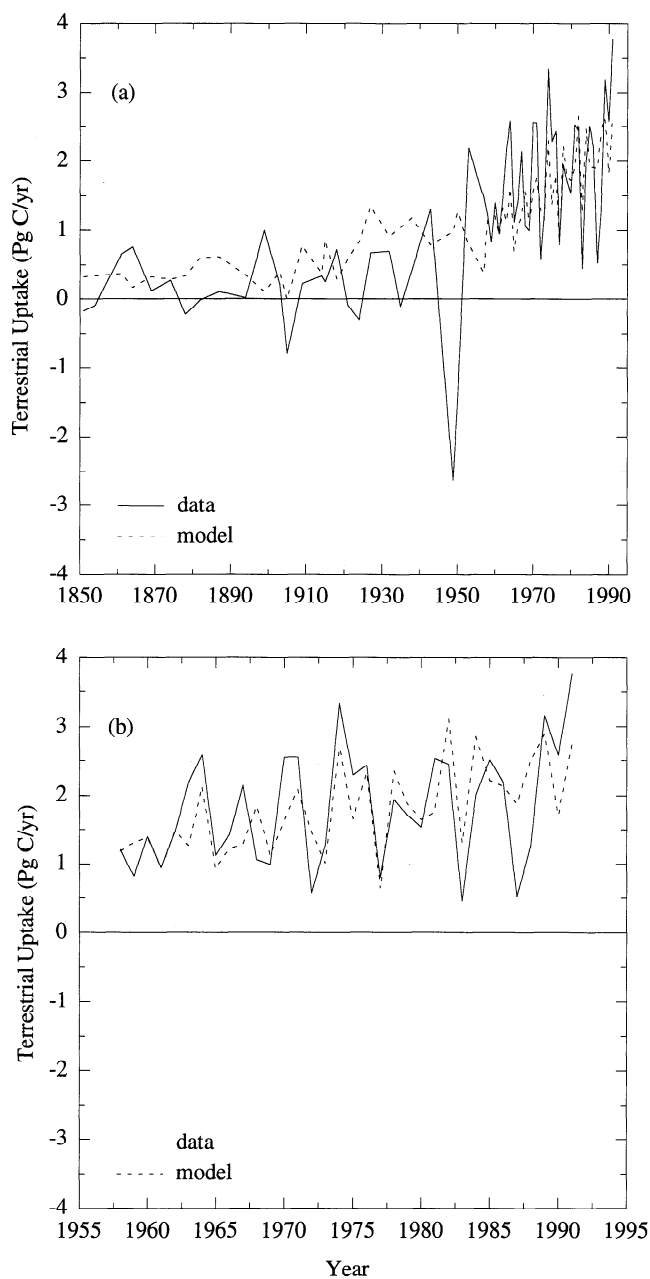 4
(a)
3
2
1
0
-1
-2
-3
-4
Terrestrial Uptake (Pg C/yr)
data
model
1850 1870 1890 1910 1930 1950 1970 1990
4
(b)
3
2
1
0
-1
-2
-3
-4
Terrestrial Uptake (Pg C/yr)
data
model
1955 1960 1965 1970 1975 1980 1985 1990 1995
Year